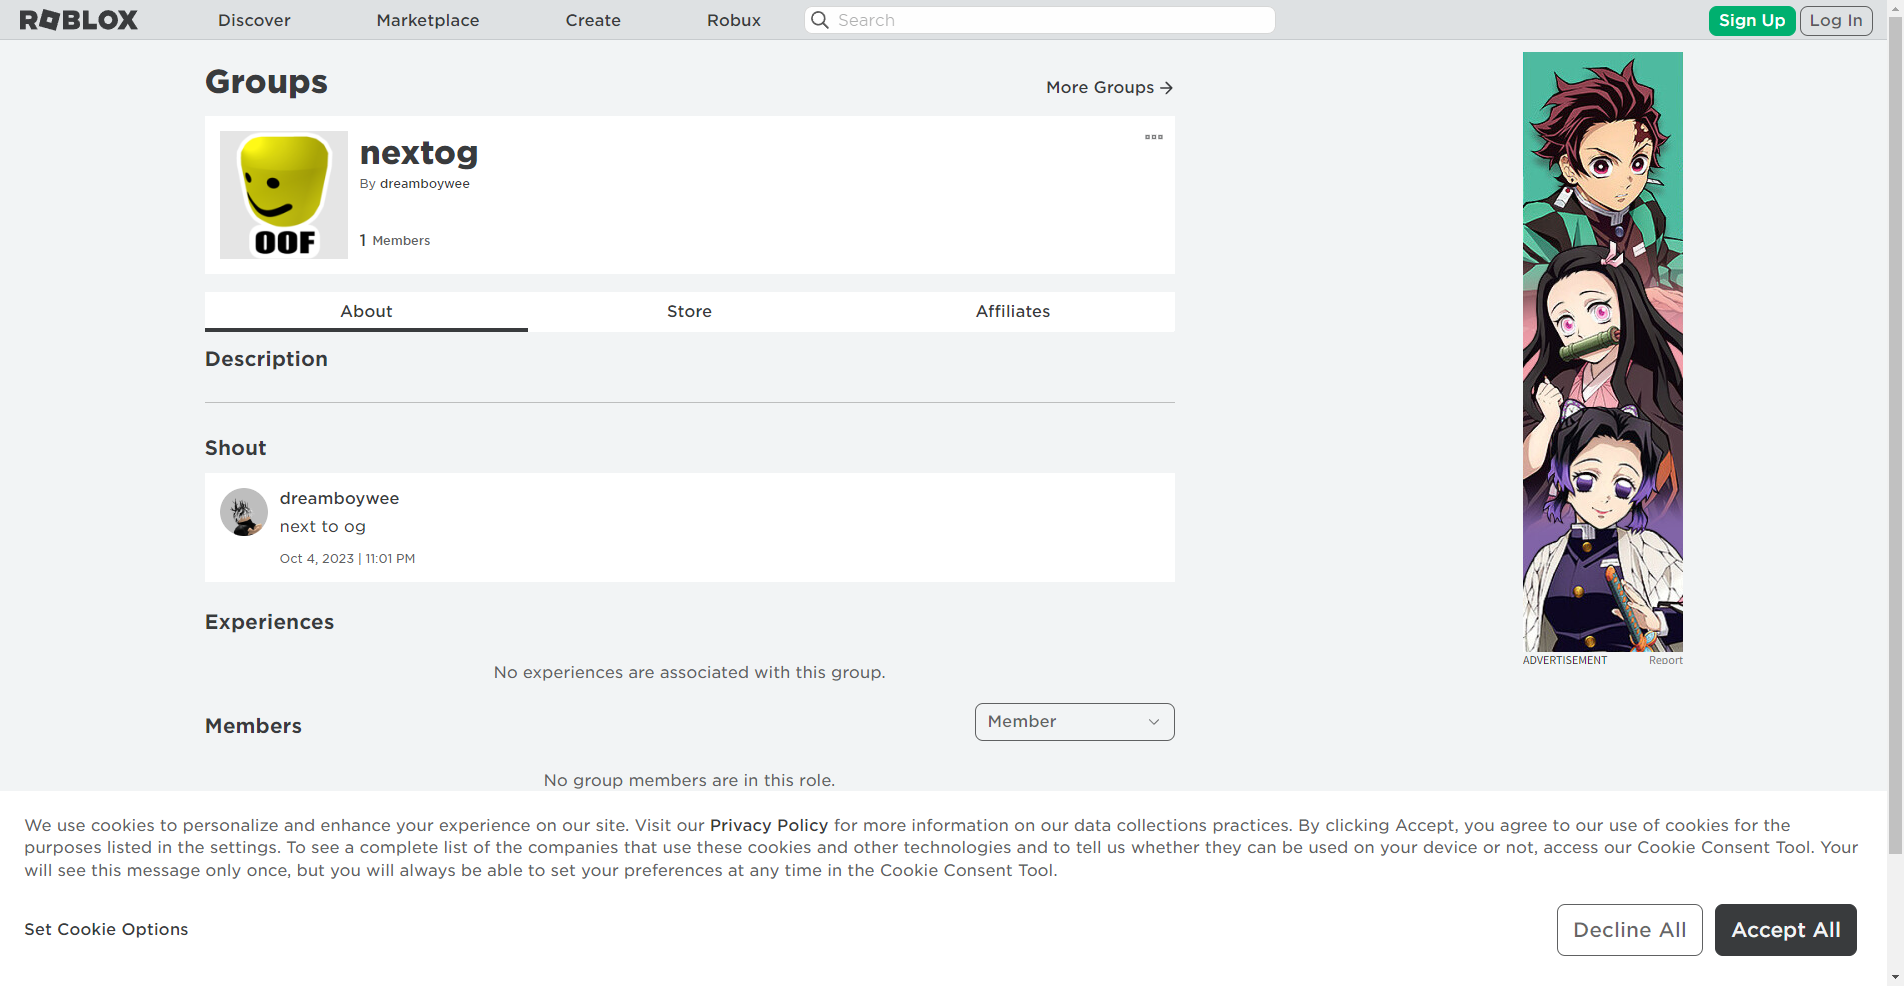 ROBLOX
Discover
Marketplace
Create
Robux
Search
Sign Up
Log In
Groups
More Groups
OOF
nextog
By dreamboywee
1 Members
About
Store
Affiliates
Description
Shout
dreamboywee
next to og
Oct 4, 2023 | 11:01 PM
Experiences
No experiences are associated with this group.
Members
Member
No group members are in this role.
ADVERTISEMENT
Report
We use cookies to personalize and enhance your experience on our site. Visit our Privacy Policy for more information on our data collections practices. By clicking Accept, you agree to our use of cookies for the
purposes listed in the settings. To see a complete list of the companies that use these cookies and other technologies and to tell us whether they can be used on your device or not, access our Cookie Consent Tool. Your
will see this message only once, but you will always be able to set your preferences at any time in the Cookie Consent Tool.
Set Cookie Options
Decline All
Accept All